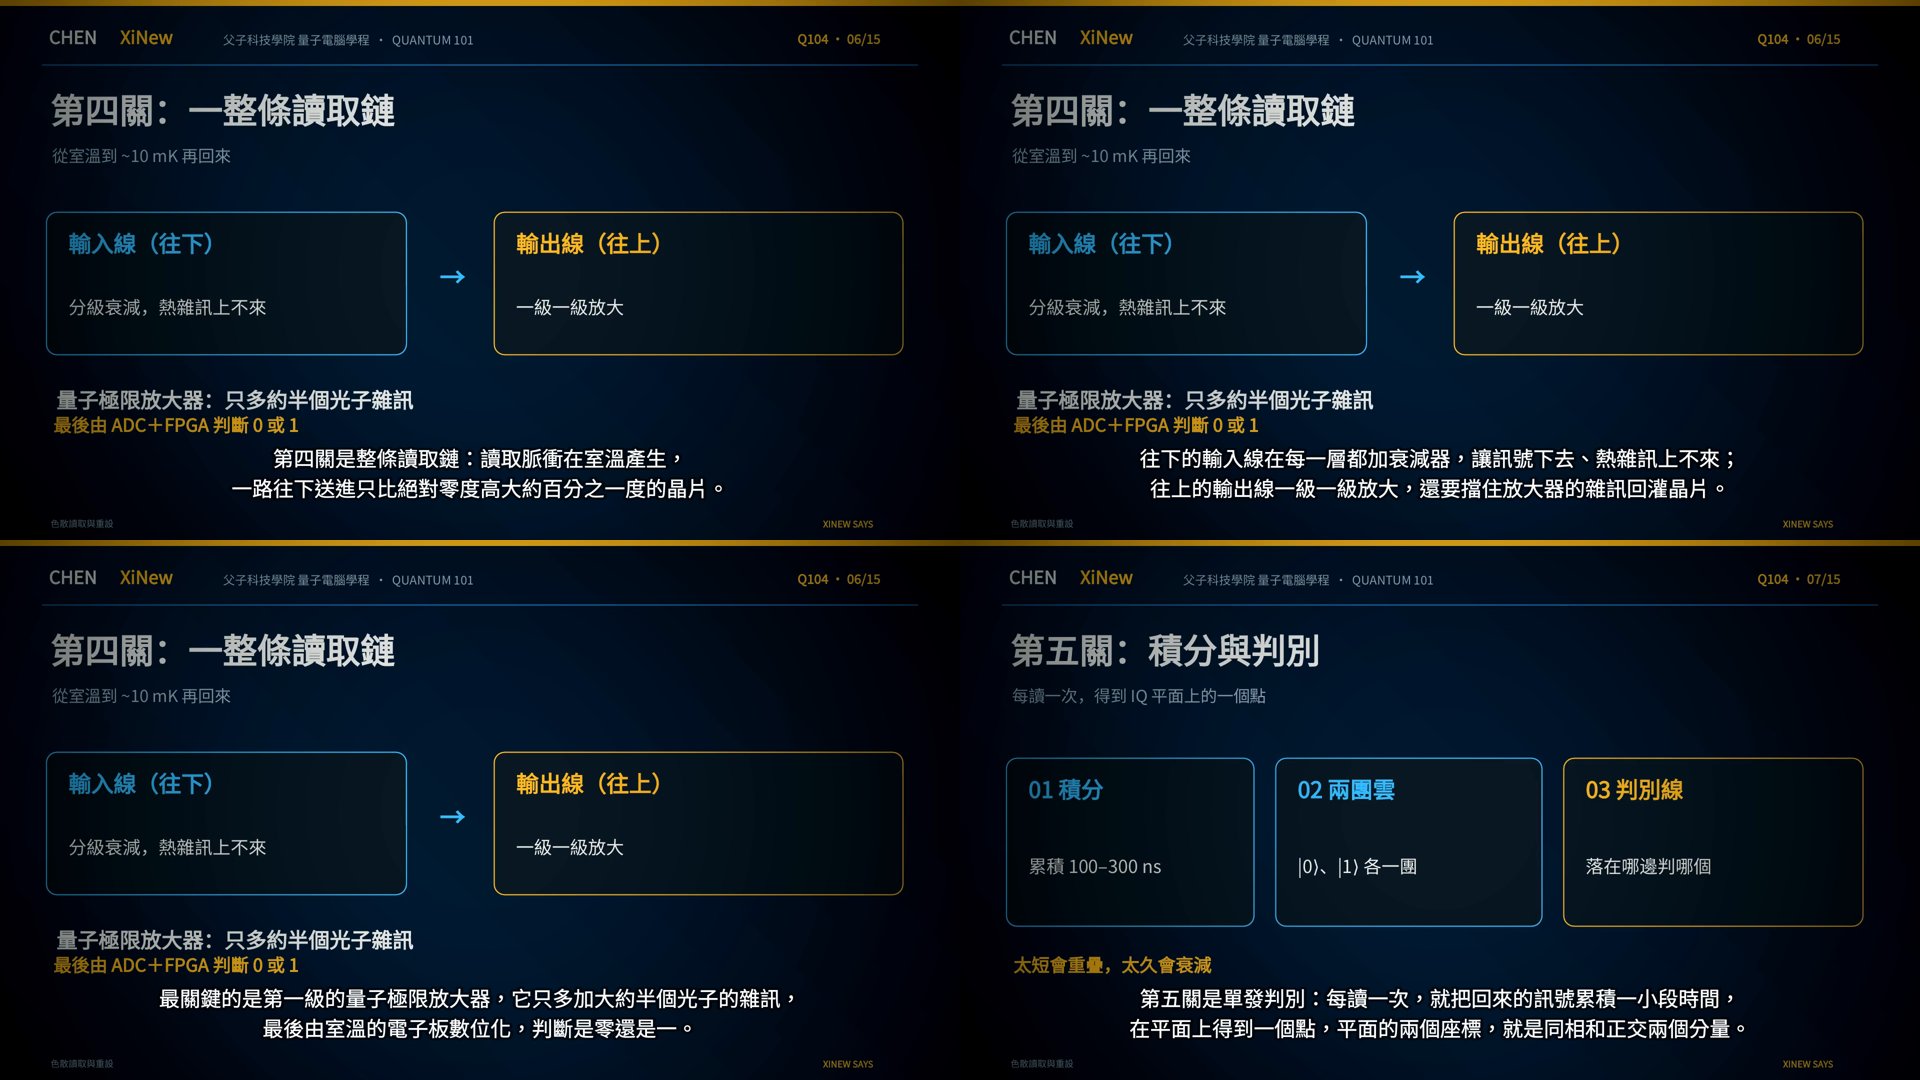 CHEN XiNew 父子科技學院 量子電腦學程 · QUANTUM 101 Q104 · 06/15
第四關：一整條讀取鏈
從室溫到 ~10 mK 再回來
輸入線（往下）
分級衰減，熱雜訊上不來
→
輸出線（往上）
一級一級放大
量子極限放大器：只多約半個光子雜訊
最後由 ADC＋FPGA 判斷 0 或 1
第四關是整條讀取鏈：讀取脈衝在室溫產生，
一路往下送進只比絕對零度高大約百分之一度的晶片。
色散讀取與重設 XINEW SAYS
CHEN XiNew 父子科技學院 量子電腦學程 · QUANTUM 101 Q104 · 06/15
第四關：一整條讀取鏈
從室溫到 ~10 mK 再回來
輸入線（往下）
分級衰減，熱雜訊上不來
→
輸出線（往上）
一級一級放大
量子極限放大器：只多約半個光子雜訊
最後由 ADC＋FPGA 判斷 0 或 1
往下的輸入線在每一層都加衰減器，讓訊號下去、熱雜訊上不來；
往上的輸出線一級一級放大，還要擋住放大器的雜訊回灌晶片。
色散讀取與重設 XINEW SAYS
CHEN XiNew 父子科技學院 量子電腦學程 · QUANTUM 101 Q104 · 06/15
第四關：一整條讀取鏈
從室溫到 ~10 mK 再回來
輸入線（往下）
分級衰減，熱雜訊上不來
→
輸出線（往上）
一級一級放大
量子極限放大器：只多約半個光子雜訊
最後由 ADC＋FPGA 判斷 0 或 1
最關鍵的是第一級的量子極限放大器，它只多加大約半個光子的雜訊，
最後由室溫的電子板數位化，判斷是零還是一。
色散讀取與重設 XINEW SAYS
CHEN XiNew 父子科技學院 量子電腦學程 · QUANTUM 101 Q104 · 07/15
第五關：積分與判別
每讀一次，得到 IQ 平面上的一個點
01 積分
累積 100–300 ns
02 兩團雲
|0⟩、|1⟩ 各一團
03 判別線
落在哪邊判哪個
太短會重疊，太久會衰減
第五關是單發判別：每讀一次，就把回來的訊號累積一小段時間，
在平面上得到一個點，平面的兩個座標，就是同相和正交兩個分量。
色散讀取與重設 XINEW SAYS